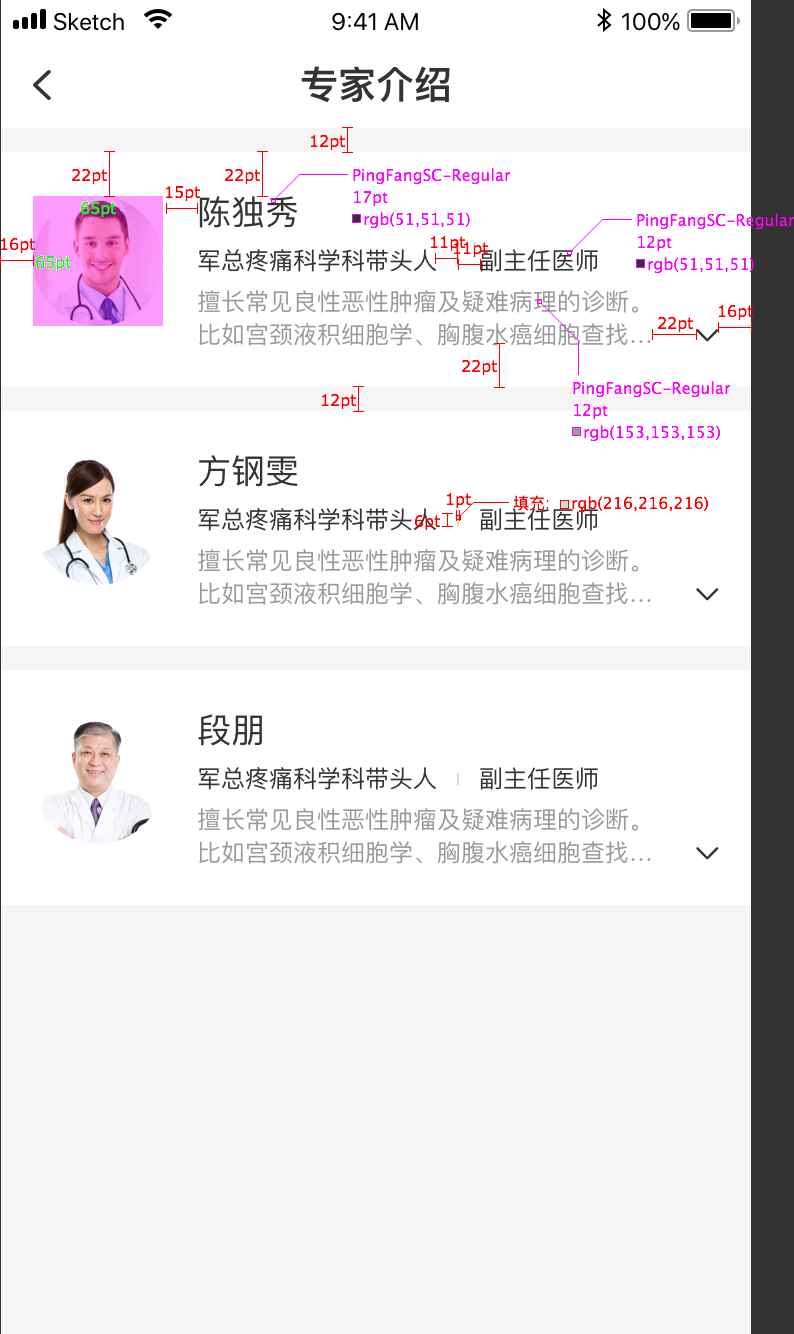 Sketch 9:41 AM 100%
专家介绍
12pt
22pt 22pt
PingFangSC-Regular
17pt
rgb(51,51,51)
15pt
65pt
陈独秀
PingFangSC-Regular
12pt
rgb(51,51,51)
16pt
65pt
11pt 11pt
军总疼痛科学科带头人 副主任医师
擅长常见良性恶性肿瘤及疑难病理的诊断。
比如宫颈液积细胞学、胸腹水癌细胞查找...
22pt 16pt
22pt
PingFangSC-Regular
12pt
rgb(153,153,153)
12pt
方钢雯
1pt 填充: rgb(216,216,216)
6pt
军总疼痛科学科带头人 副主任医师
擅长常见良性恶性肿瘤及疑难病理的诊断。
比如宫颈液积细胞学、胸腹水癌细胞查找...
段朋
军总疼痛科学科带头人 副主任医师
擅长常见良性恶性肿瘤及疑难病理的诊断。
比如宫颈液积细胞学、胸腹水癌细胞查找...